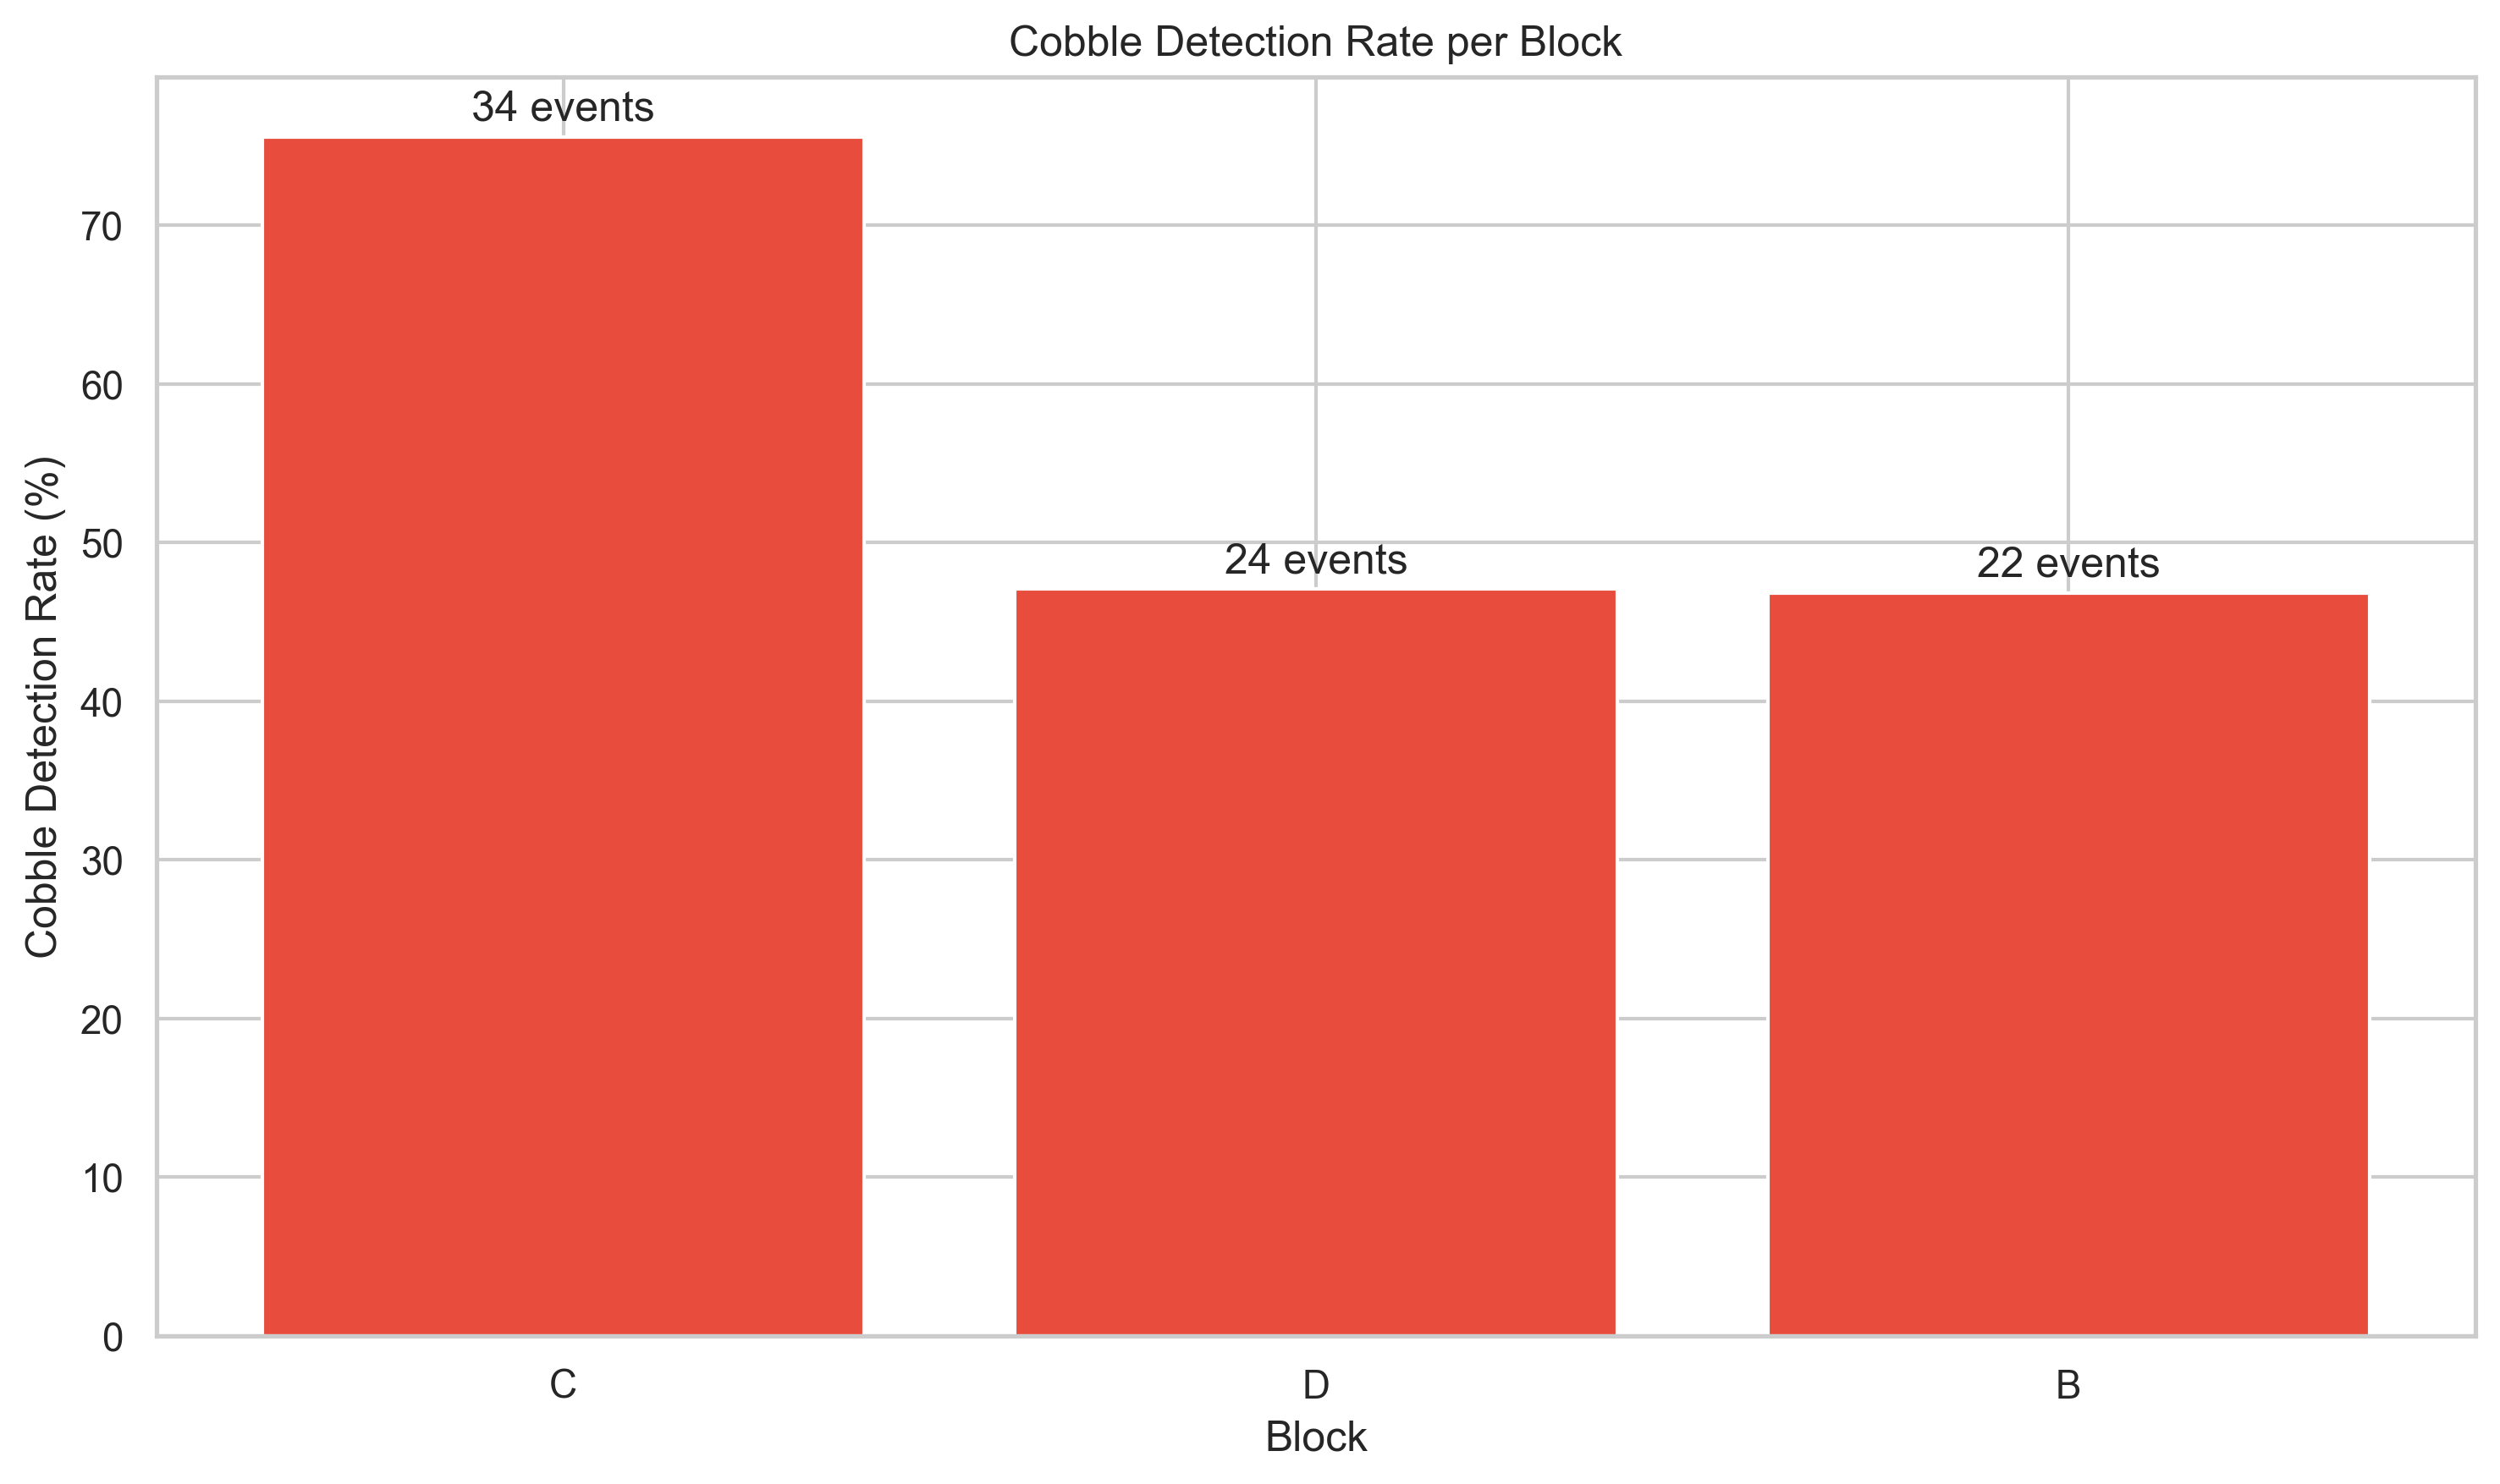 Cobble Detection Rate per Block
34 events
24 events
22 events
Cobble Detection Rate (%)
70
60
50
40
30
20
10
0
C
D
B
Block